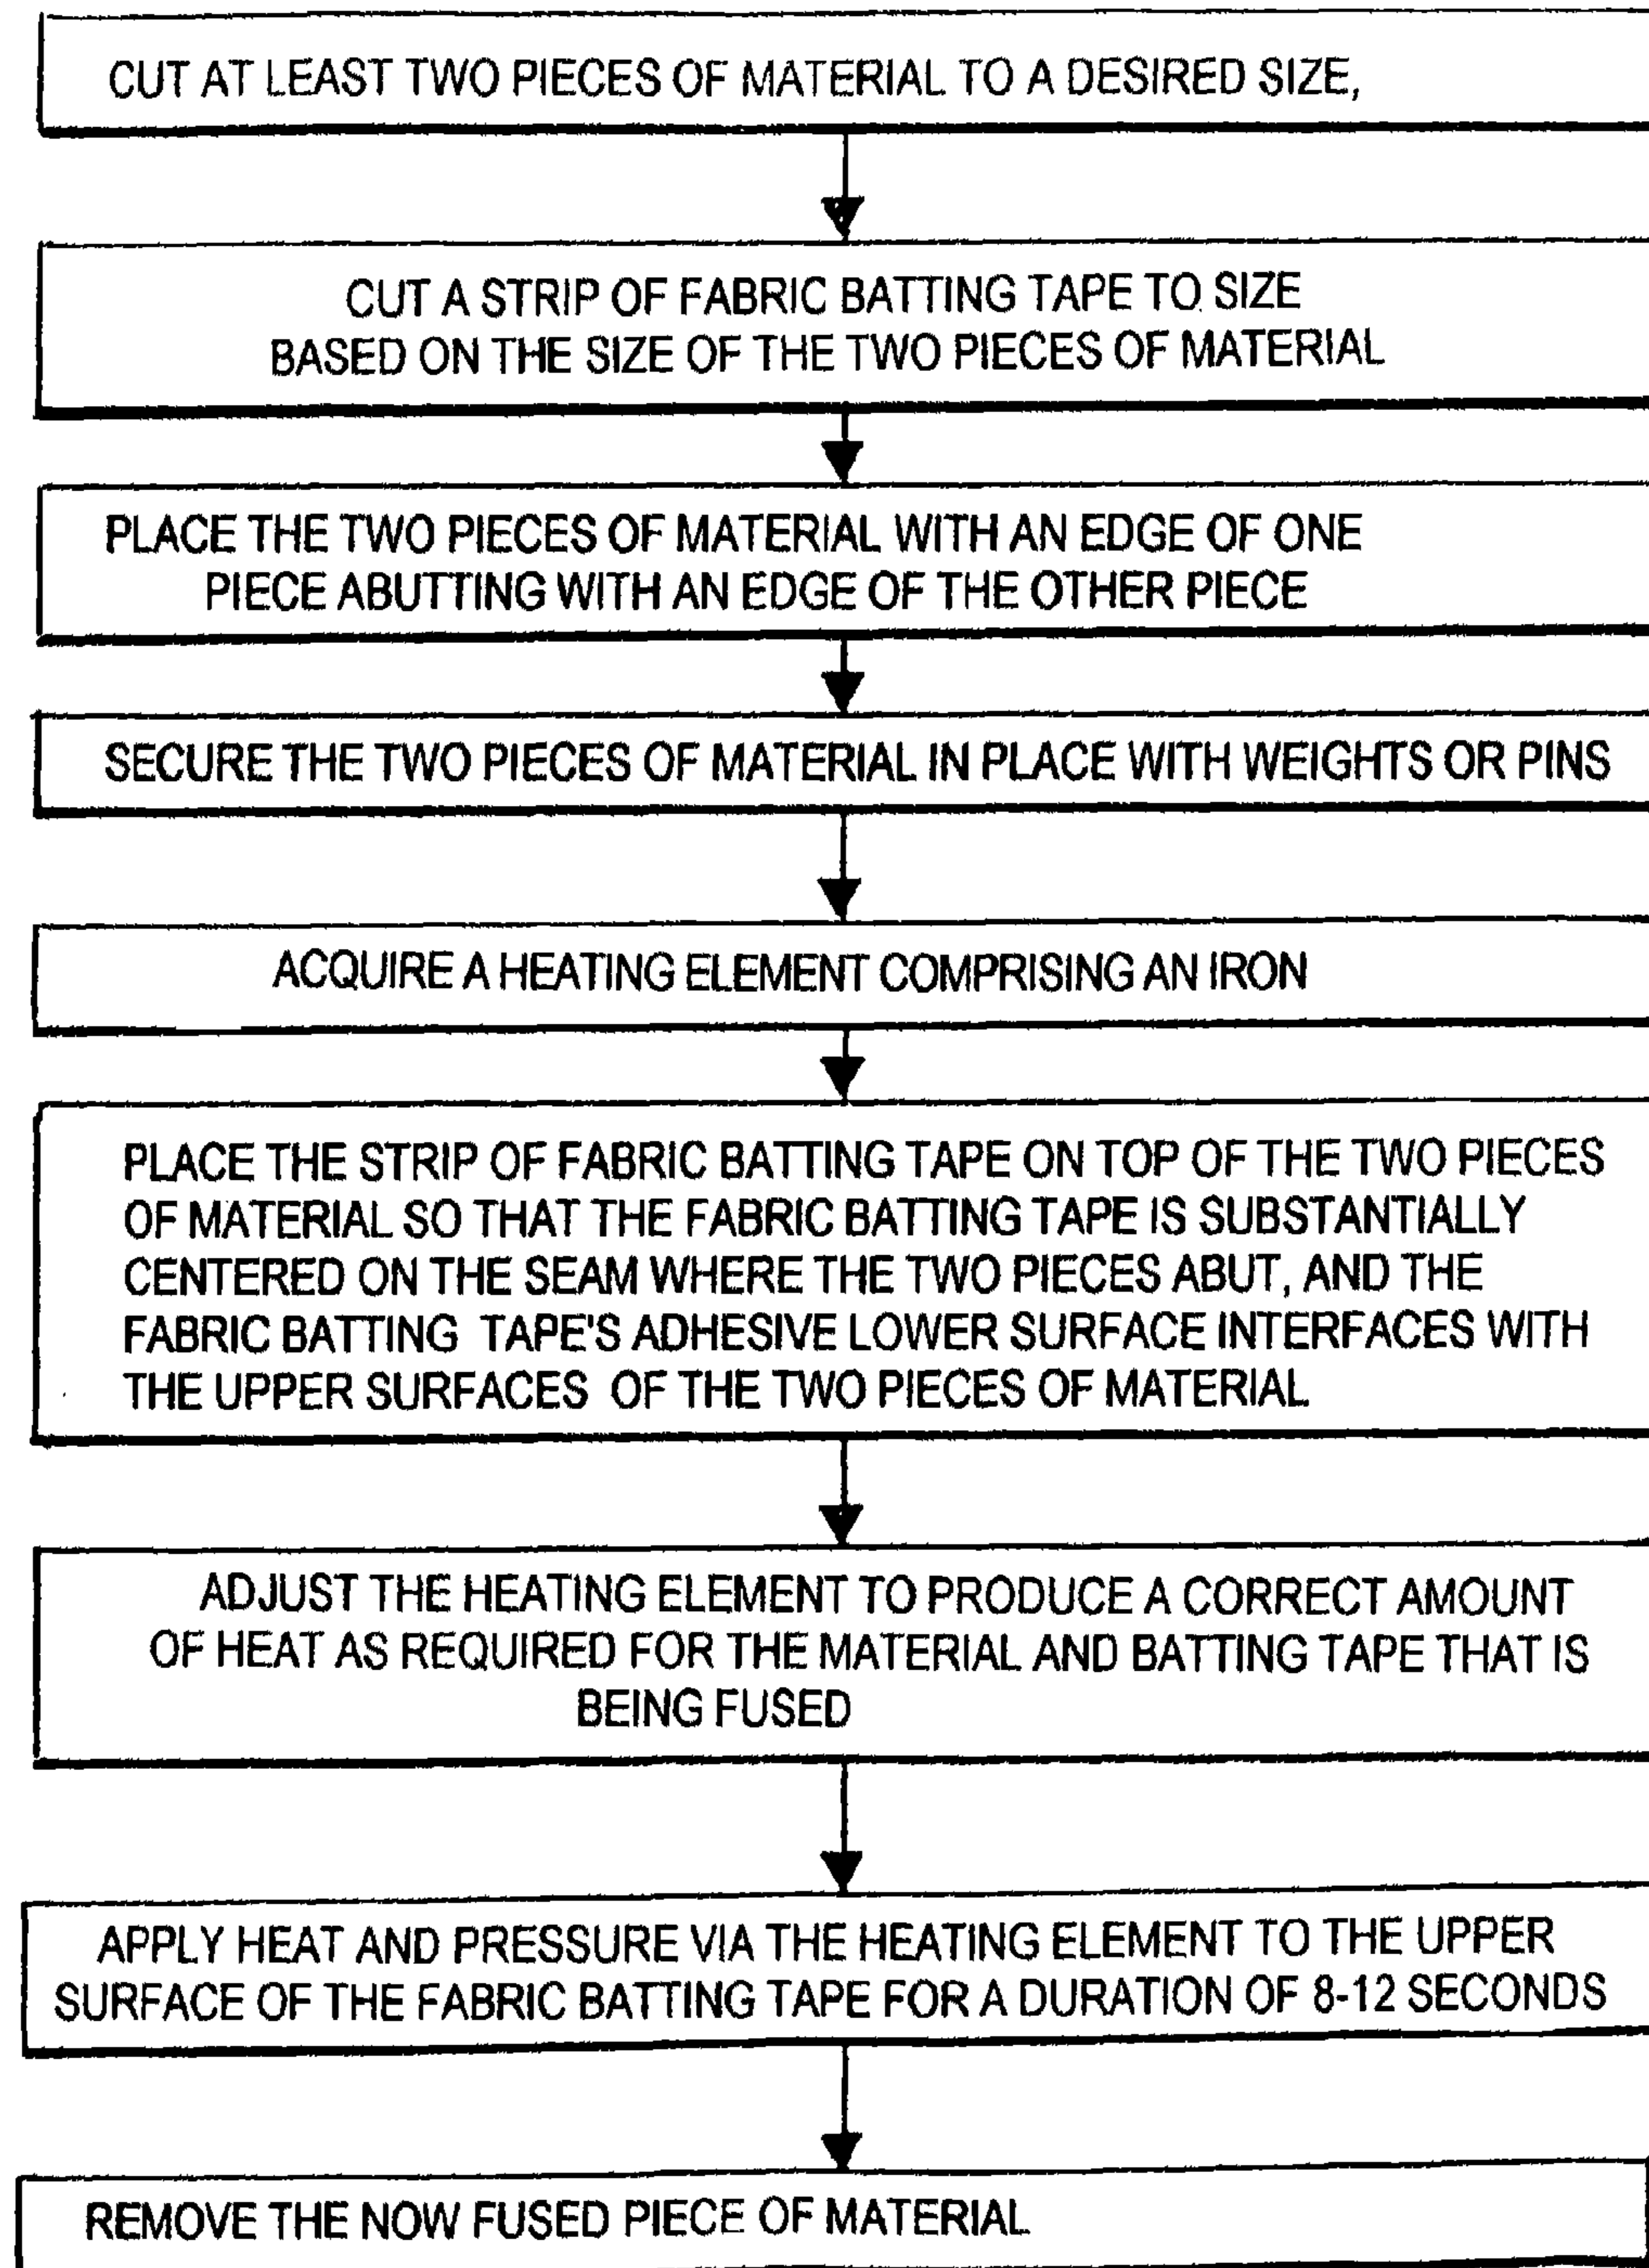 CUT AT LEAST TWO PIECES OF MATERIAL TO A DESIRED SIZE,
CUT A STRIP OF FABRIC BATTING TAPE TO SIZE
BASED ON THE SIZE OF THE TWO PIECES OF MATERIAL
PLACE THE TWO PIECES OF MATERIAL WITH AN EDGE OF ONE
PIECE ABUTTING WITH AN EDGE OF THE OTHER PIECE
SECURE THE TWO PIECES OF MATERIAL IN PLACE WITH WEIGHTS OR PINS
ACQUIRE A HEATING ELEMENT COMPRISING AN IRON
PLACE THE STRIP OF FABRIC BATTING TAPE ON TOP OF THE TWO PIECES
OF MATERIAL SO THAT THE FABRIC BATTING TAPE IS SUBSTANTIALLY
CENTERED ON THE SEAM WHERE THE TWO PIECES ABUT, AND THE
FABRIC BATTING TAPE'S ADHESIVE LOWER SURFACE INTERFACES WITH
THE UPPER SURFACES OF THE TWO PIECES OF MATERIAL
ADJUST THE HEATING ELEMENT TO PRODUCE A CORRECT AMOUNT
OF HEAT AS REQUIRED FOR THE MATERIAL AND BATTING TAPE THAT IS
BEING FUSED
APPLY HEAT AND PRESSURE VIA THE HEATING ELEMENT TO THE UPPER
SURFACE OF THE FABRIC BATTING TAPE FOR A DURATION OF 8-12 SECONDS
REMOVE THE NOW FUSED PIECE OF MATERIAL